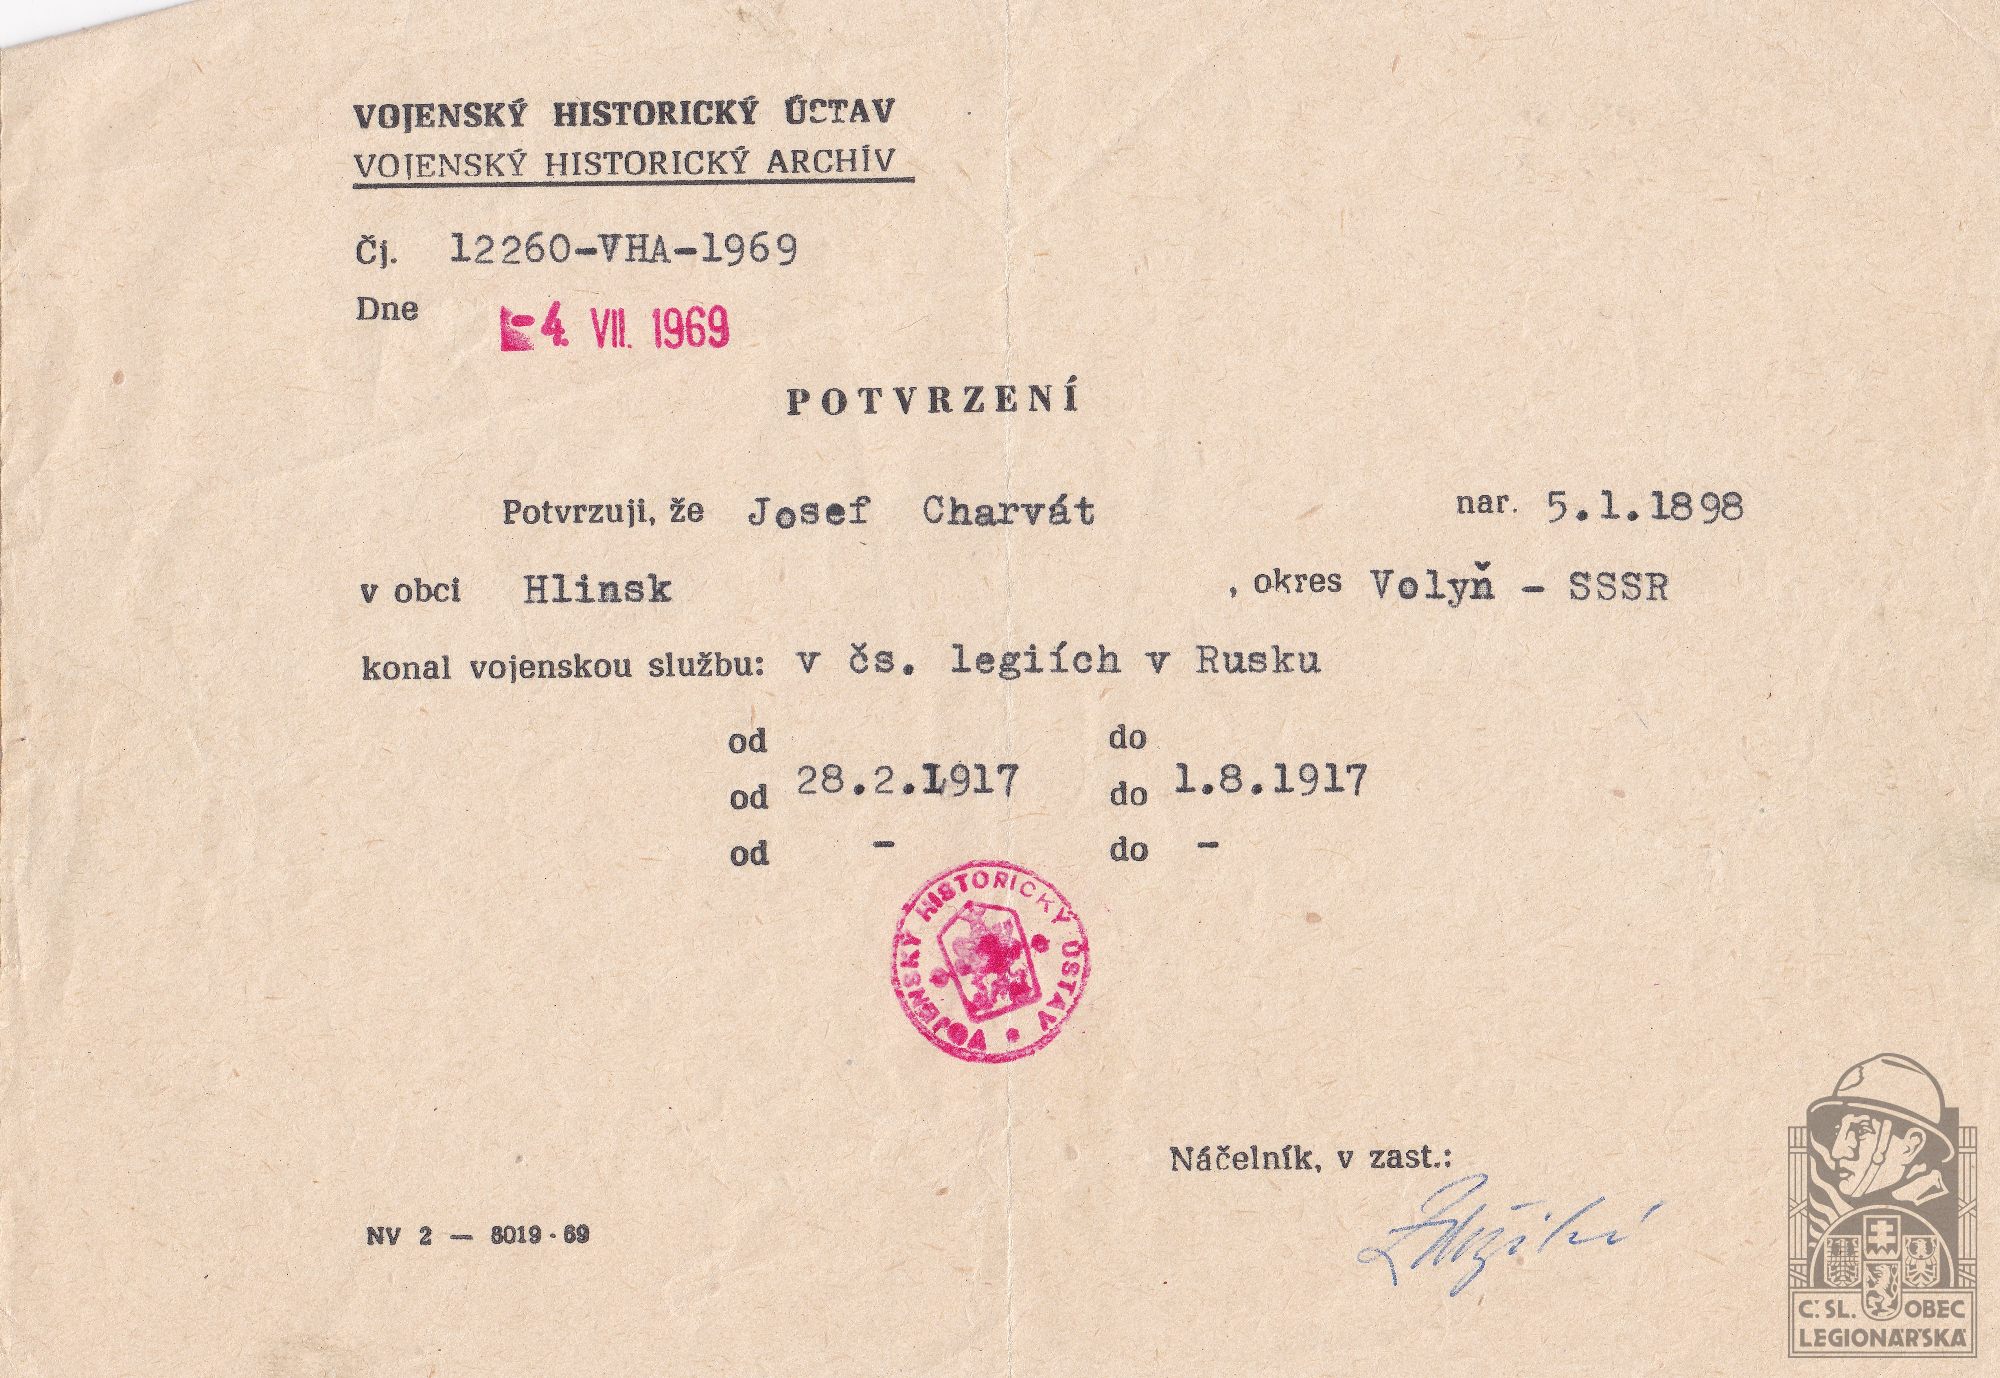 VOJENSKÝ HISTORICKÝ ÚSTAV
VOJENSKÝ HISTORICKÝ ARCHÍV
Čj. 12260-VHA-1969
Dne -4. VII. 1969
POTVRZENÍ
Potvrzuji, že Josef Charvát nar. 5.1.1898
v obci Hlinsk , okres Volyň - SSSR
konal vojenskou službu: v čs. legiích v Rusku
od do
od 28.2.1917 do 1.8.1917
od - do -
VOJENSKÝ HISTORICKÝ ÚSTAV
Náčelník, v zast.:
NV 2 — 6019 - 69
Č. SL. OBEC
LEGIONÁŘSKÁ